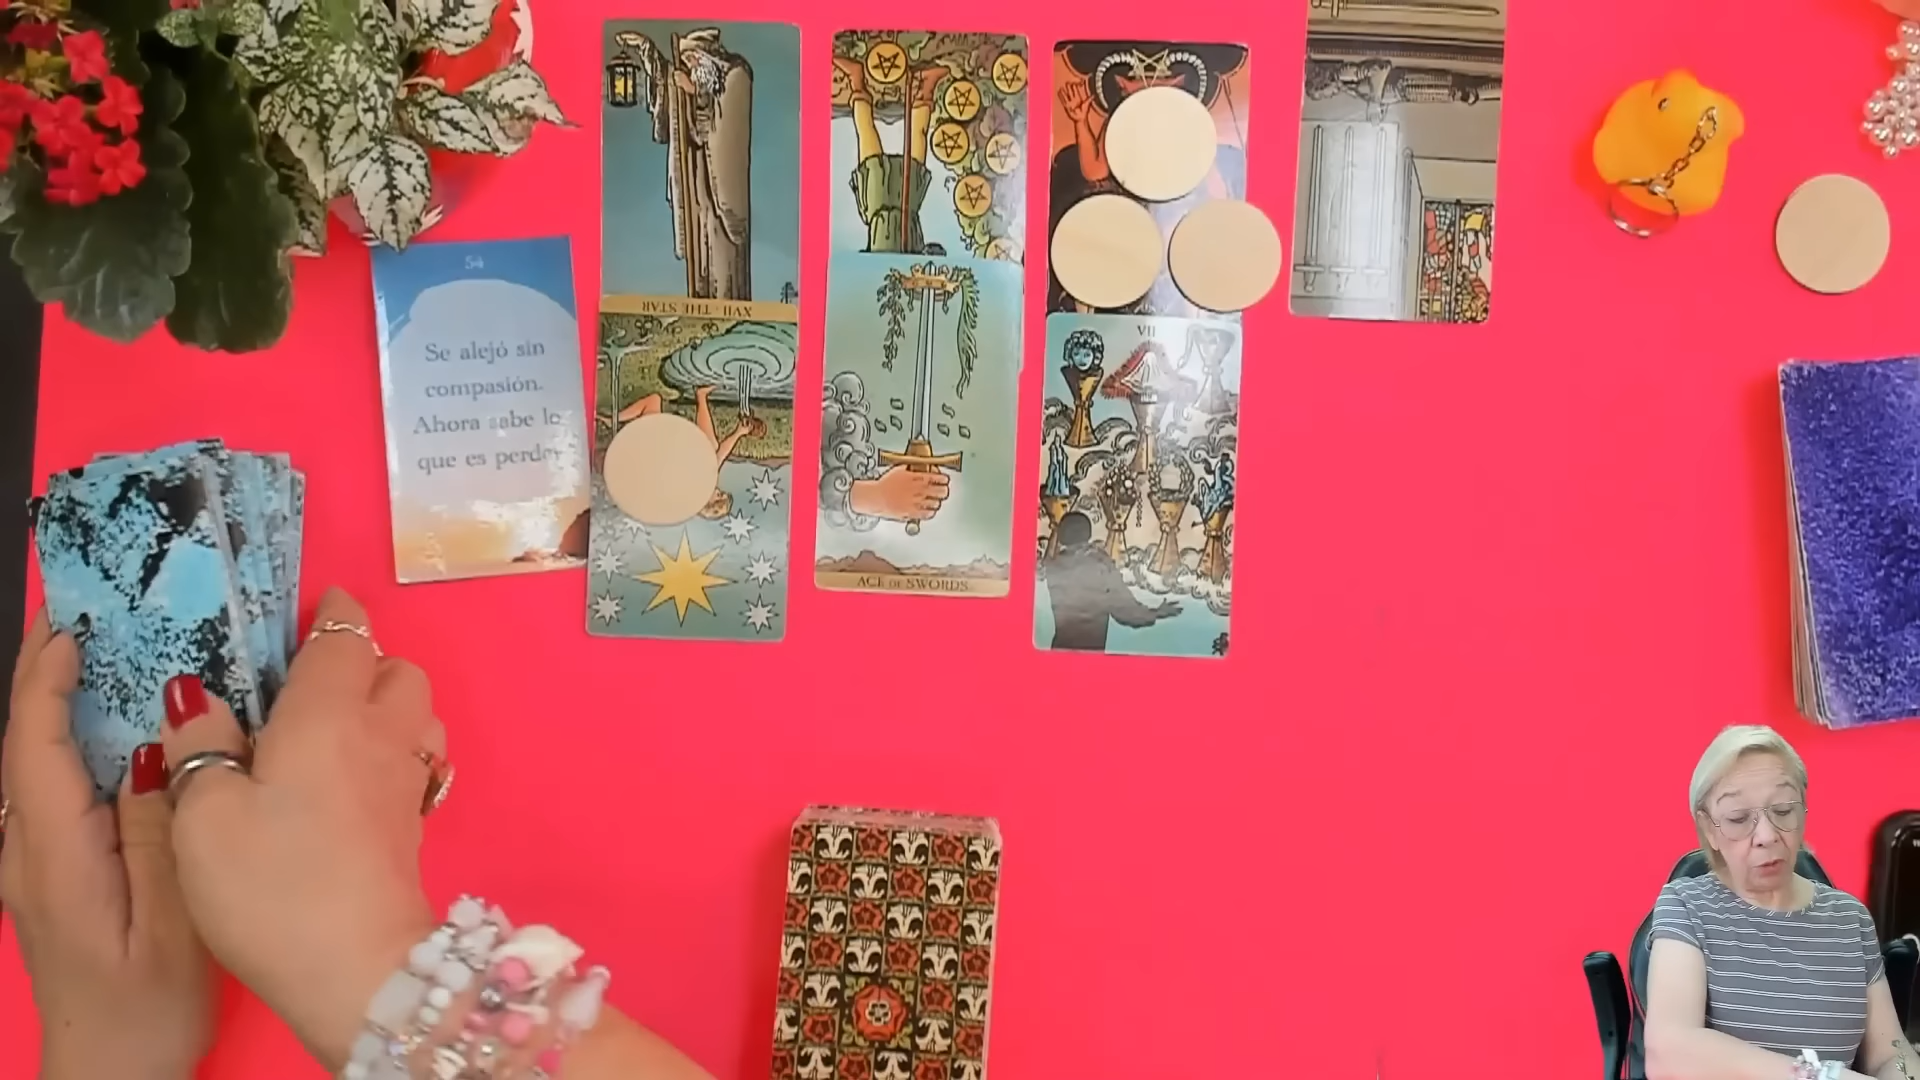 54
Se alejó sin
compasión.
Ahora sabe lo
que es perder
XVII · THE STAR
ACE OF SWORDS
VII